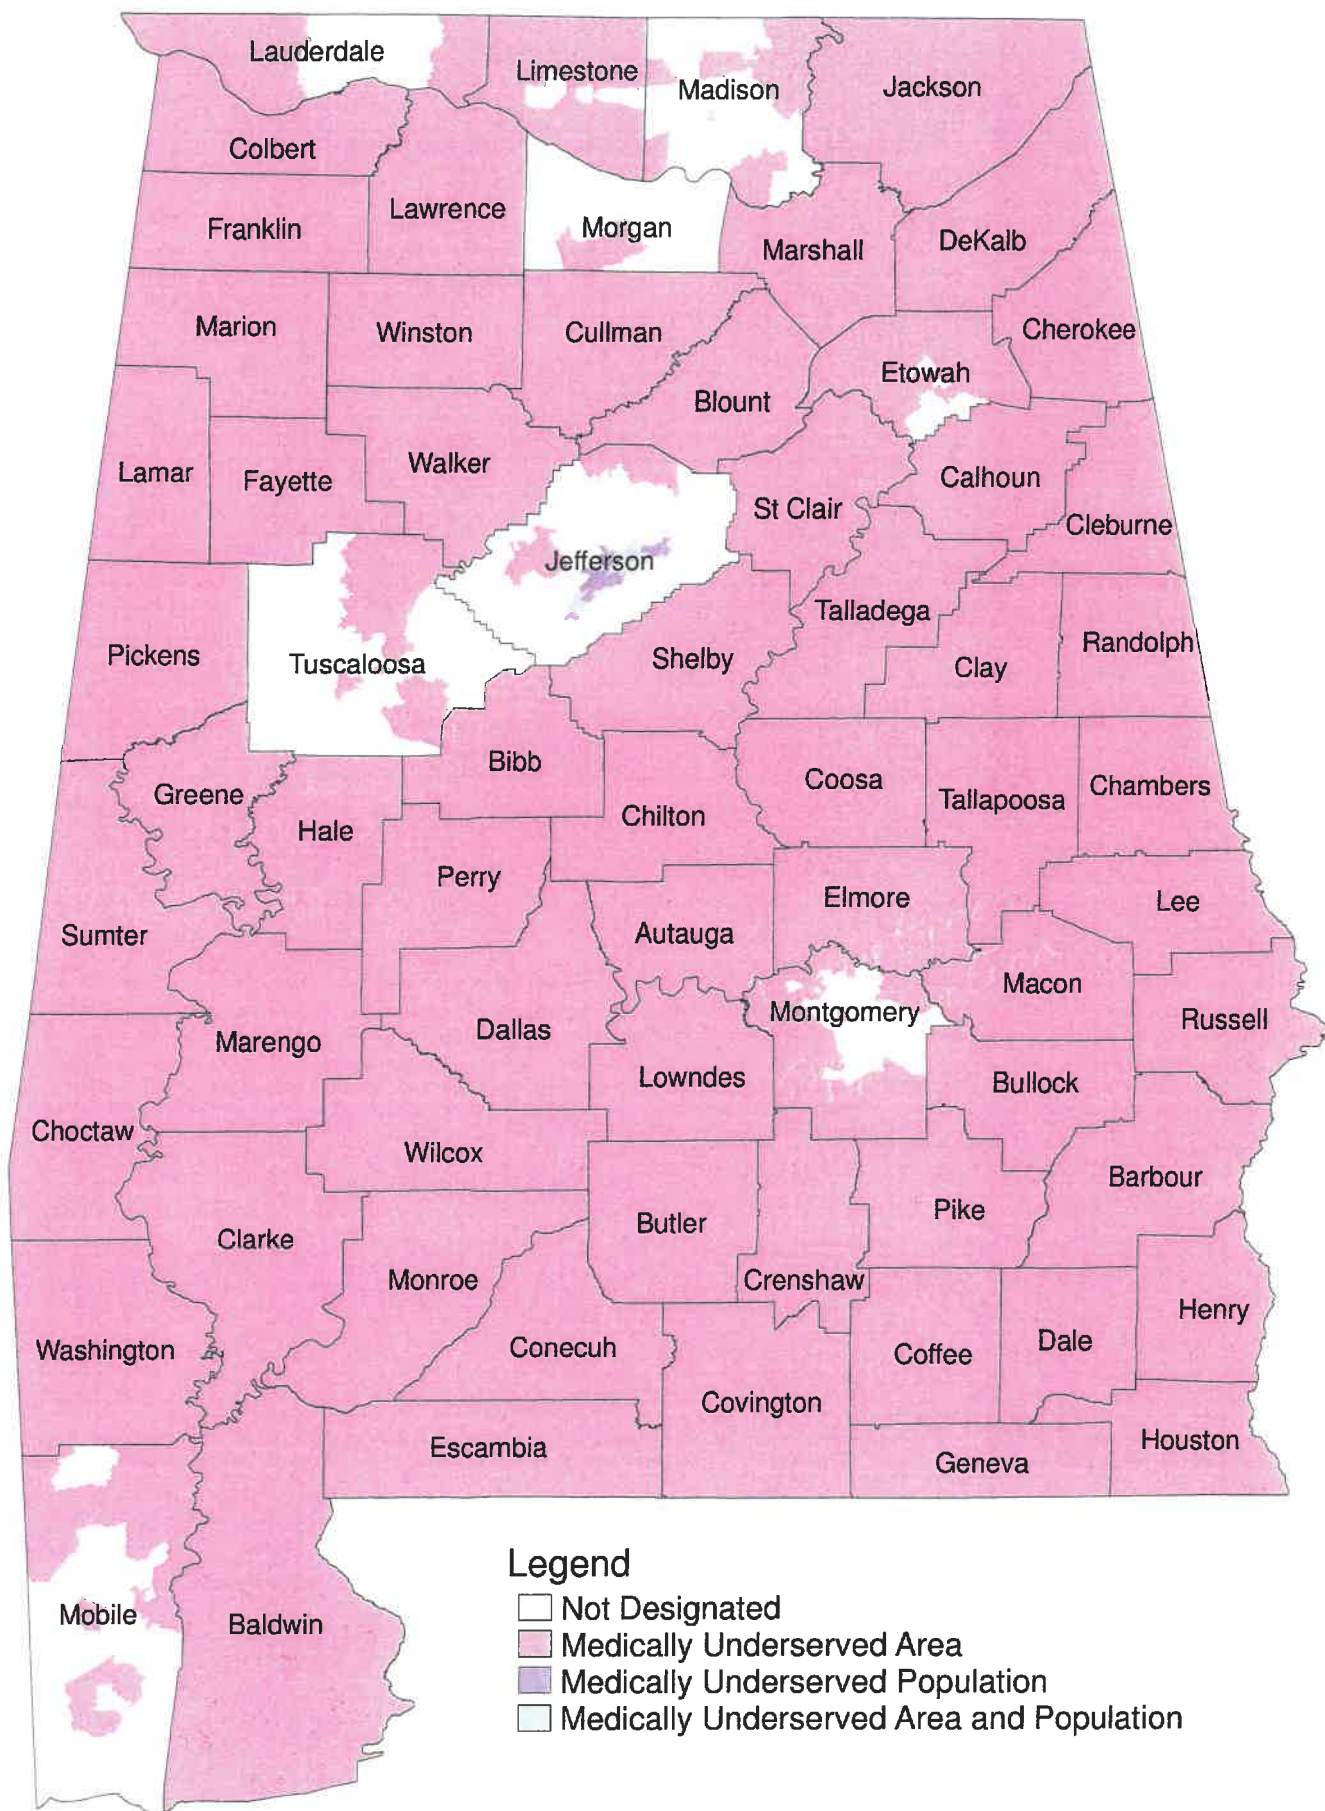 Lauderdale
Limestone
Madison
Jackson
Colbert
Lawrence
Franklin
Morgan
Marshall
DeKalb
Marion
Winston
Cullman
Cherokee
Etowah
Blount
Lamar
Fayette
Walker
Calhoun
St Clair
Cleburne
Jefferson
Talladega
Pickens
Tuscaloosa
Shelby
Clay
Randolph
Greene
Bibb
Coosa
Tallapoosa
Chambers
Hale
Chilton
Perry
Elmore
Lee
Sumter
Autauga
Macon
Montgomery
Russell
Marengo
Dallas
Lowndes
Bullock
Choctaw
Wilcox
Barbour
Clarke
Butler
Pike
Monroe
Crenshaw
Henry
Washington
Conecuh
Coffee
Dale
Covington
Escambia
Geneva
Houston
Mobile
Baldwin
Legend
Not Designated
Medically Underserved Area
Medically Underserved Population
Medically Underserved Area and Population